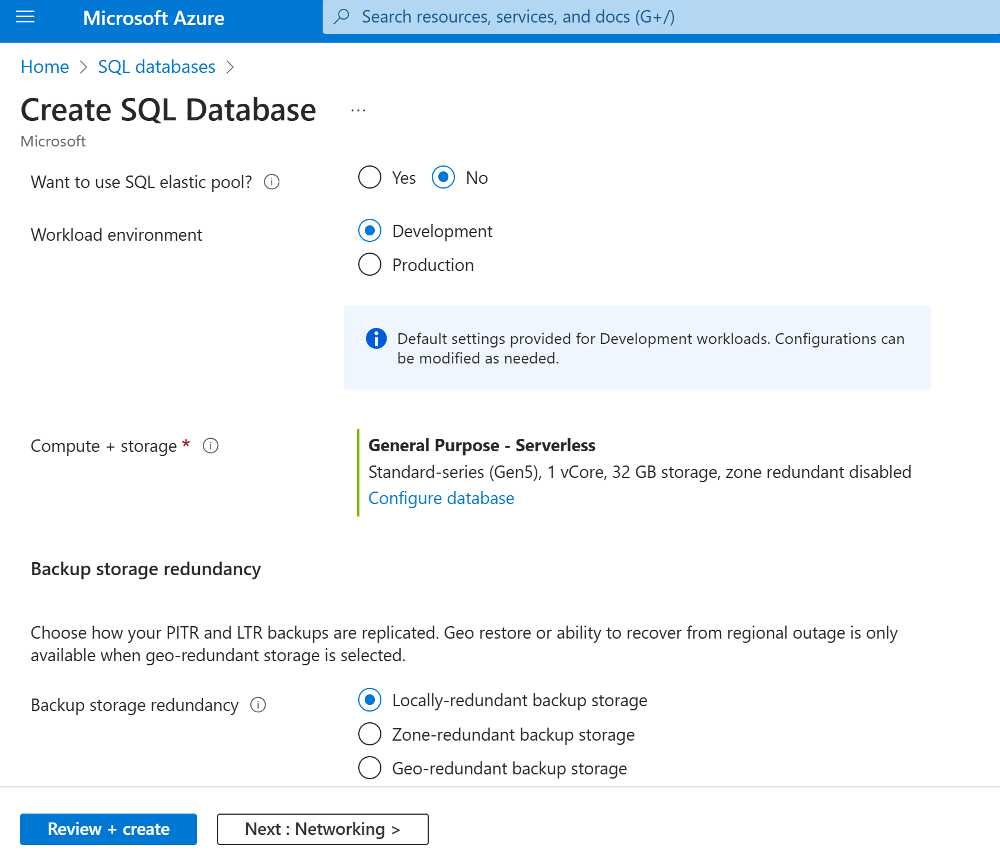 Microsoft Azure
Search resources, services, and docs (G+/)
Home > SQL databases >
Create SQL Database ...
Microsoft
Want to use SQL elastic pool?
Yes No
Workload environment
Development
Production
Default settings provided for Development workloads. Configurations can
be modified as needed.
Compute + storage *
General Purpose - Serverless
Standard-series (Gen5), 1 vCore, 32 GB storage, zone redundant disabled
Configure database
Backup storage redundancy
Choose how your PITR and LTR backups are replicated. Geo restore or ability to recover from regional outage is only
available when geo-redundant storage is selected.
Backup storage redundancy
Locally-redundant backup storage
Zone-redundant backup storage
Geo-redundant backup storage
Review + create
Next : Networking >